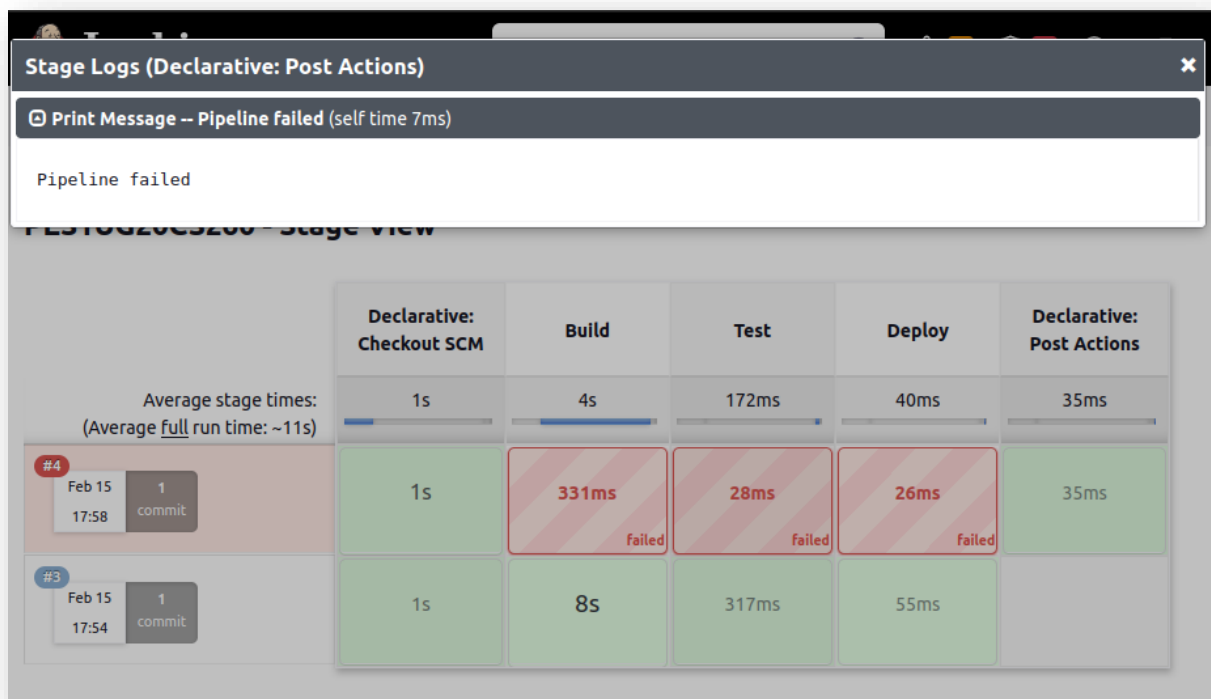 Stage Logs (Declarative: Post Actions)
Print Message -- Pipeline failed (self time 7ms)
Pipeline failed
Stage View
Declarative: Checkout SCM
Build
Test
Deploy
Declarative: Post Actions
Average stage times:
1s
4s
172ms
40ms
35ms
(Average full run time: ~11s)
#4
Feb 15
17:58
1
commit
1s
331ms
failed
28ms
failed
26ms
failed
35ms
#3
Feb 15
17:54
1
commit
1s
8s
317ms
55ms